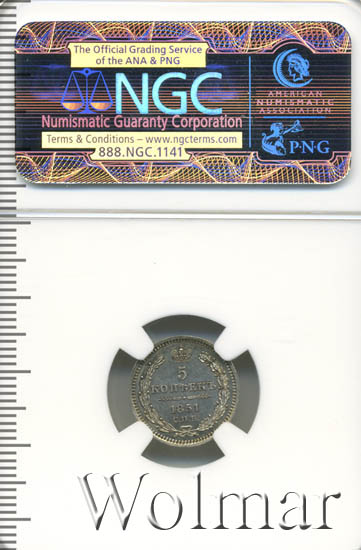 The Official Grading Service
of the ANA & PNG
NGC
Numismatic Guaranty Corporation
Terms & Conditions – www.ngcterms.com
888.NGC.1141
AMERICAN
NUMISMATIC
ASSOCIATION
P·N·G
5
КОПѢЕКЪ
1851
Wolmar